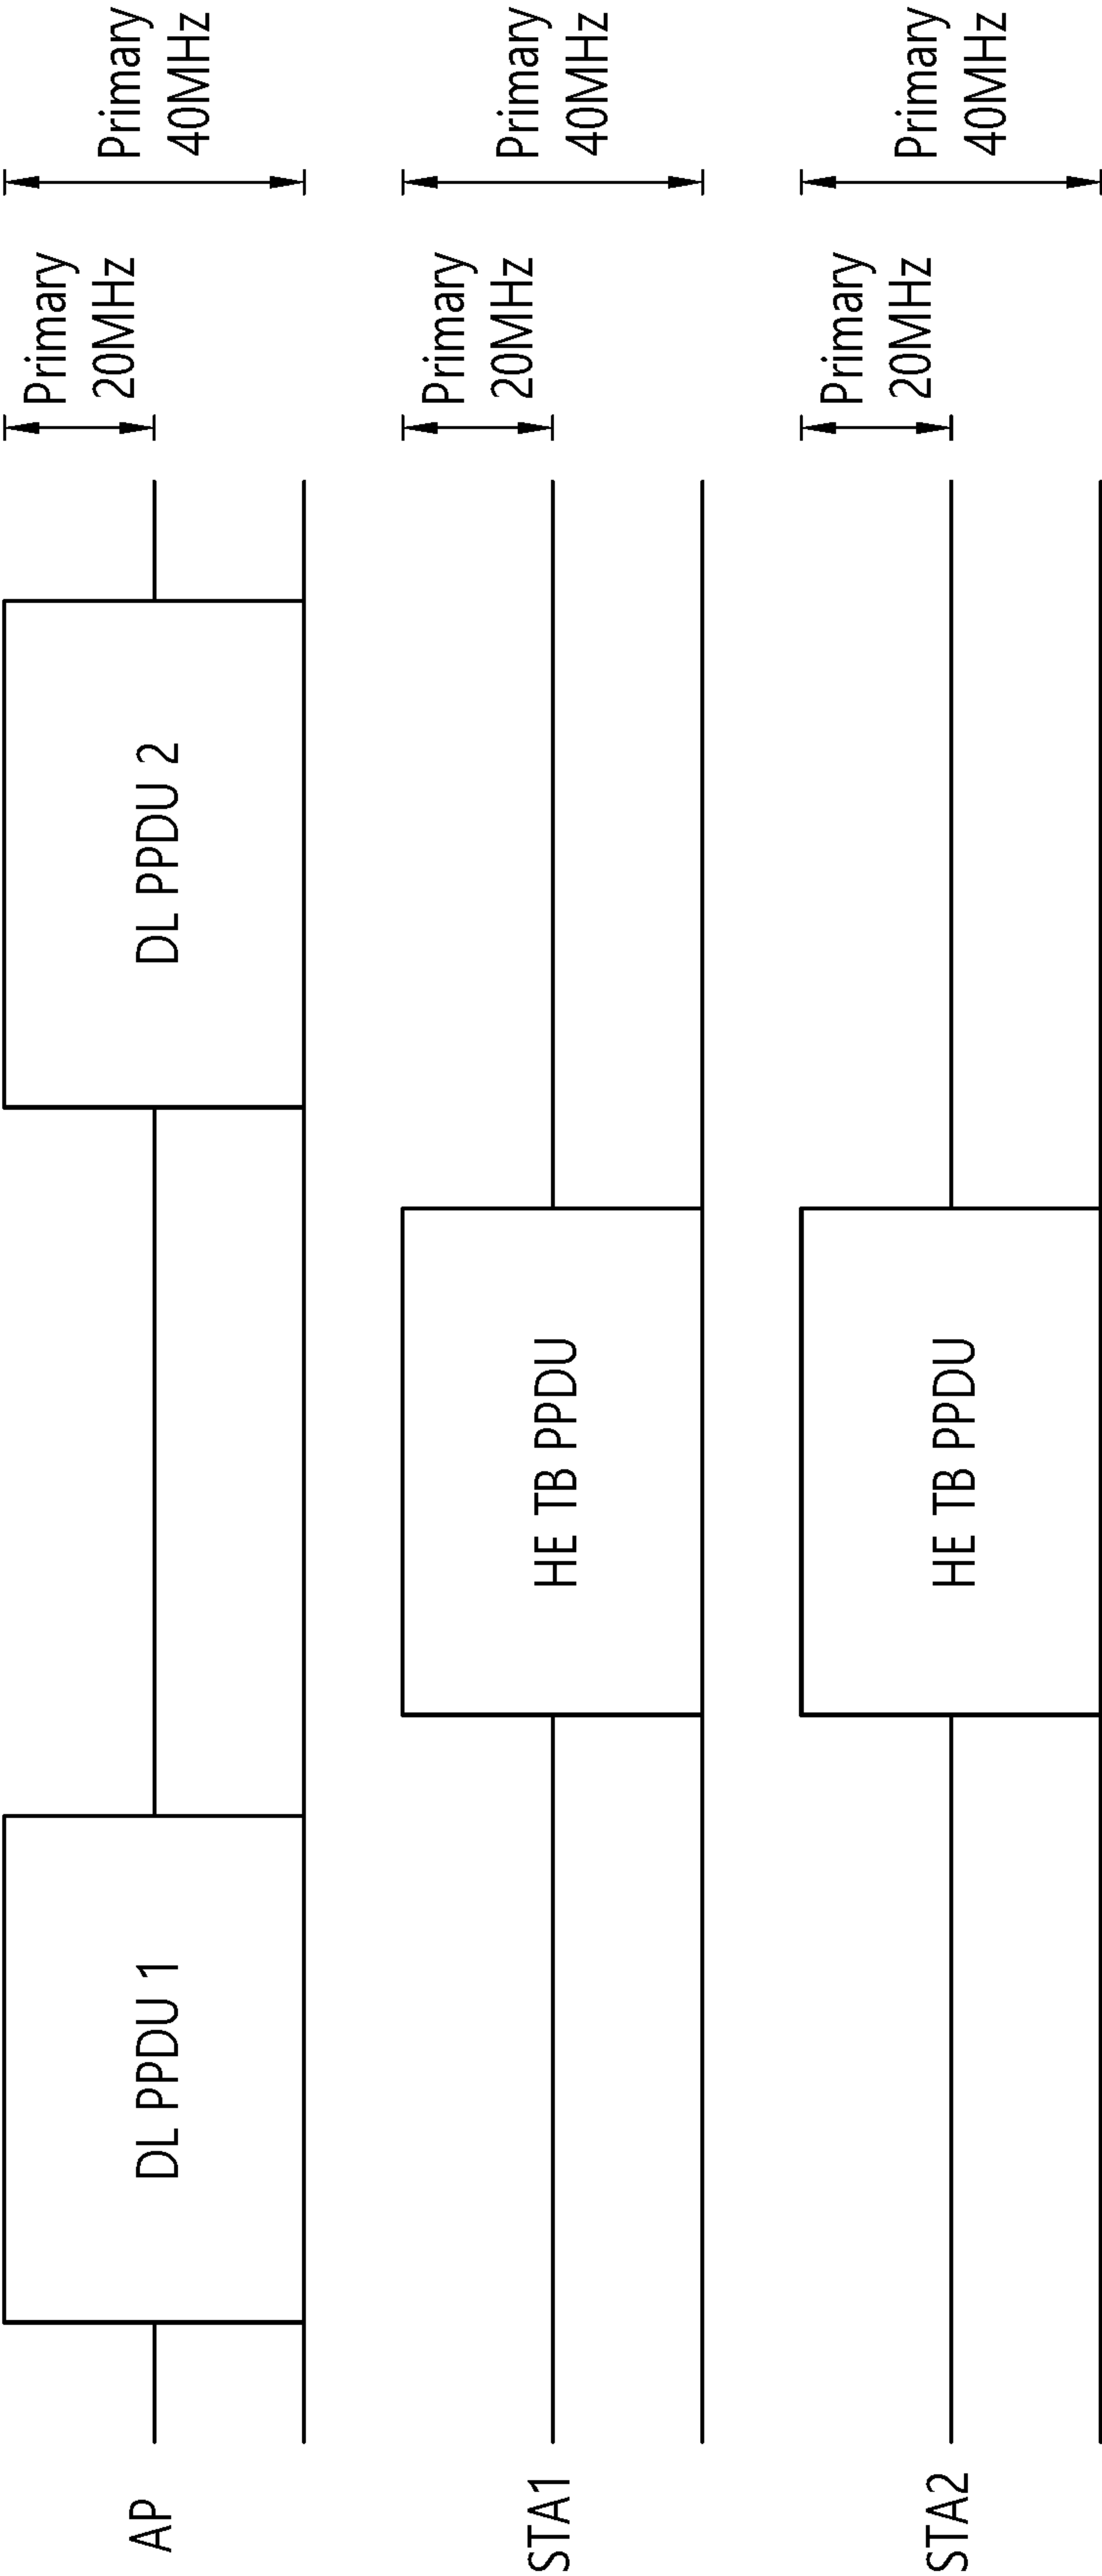 AP
DL PPDU 1
DL PPDU 2
Primary
20MHz
Primary
40MHz
STA1
HE TB PPDU
Primary
20MHz
Primary
40MHz
STA2
HE TB PPDU
Primary
20MHz
Primary
40MHz